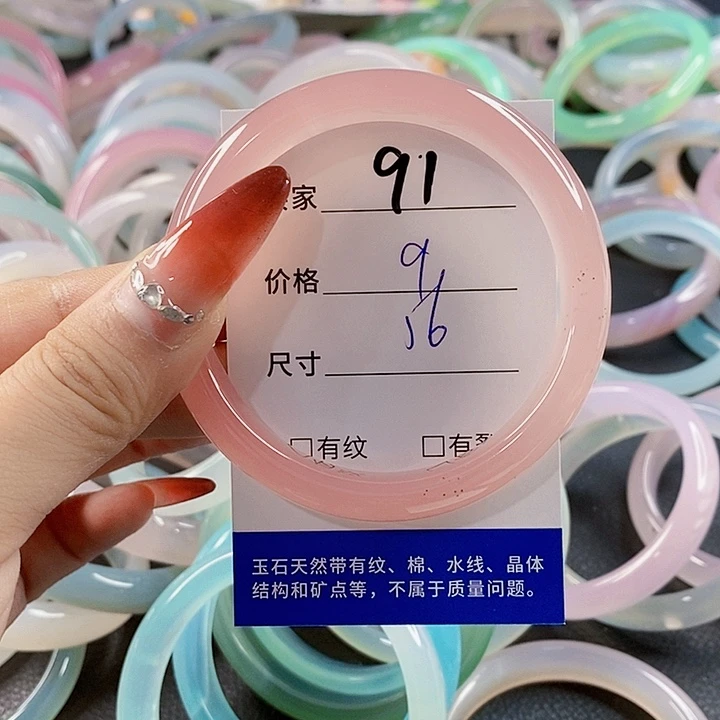 家 91
价格 9/16
尺寸
□有纹 □有裂
玉石天然带有纹、棉、水线、晶体
结构和矿点等，不属于质量问题。